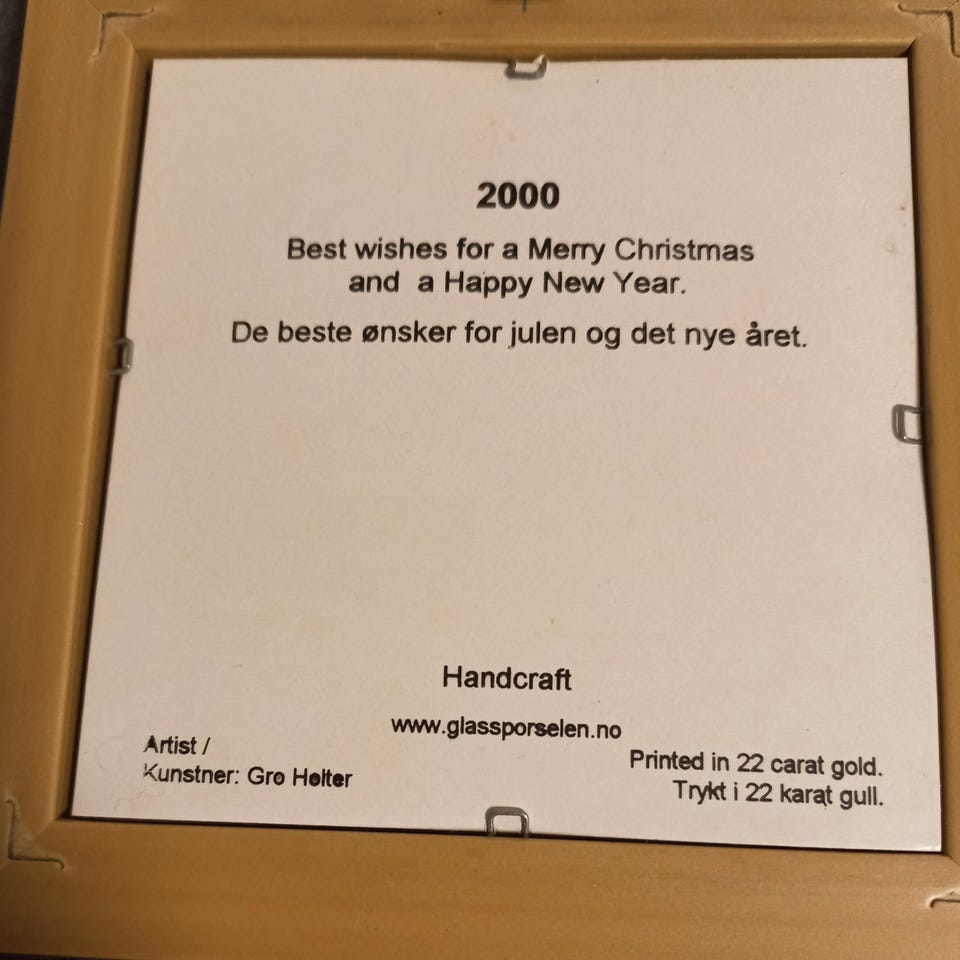 2000
Best wishes for a Merry Christmas
and a Happy New Year.
De beste ønsker for julen og det nye året.
Handcraft
www.glassporselen.no
Artist /
Kunstner: Gro Holter
Printed in 22 carat gold.
Trykt i 22 karat gull.